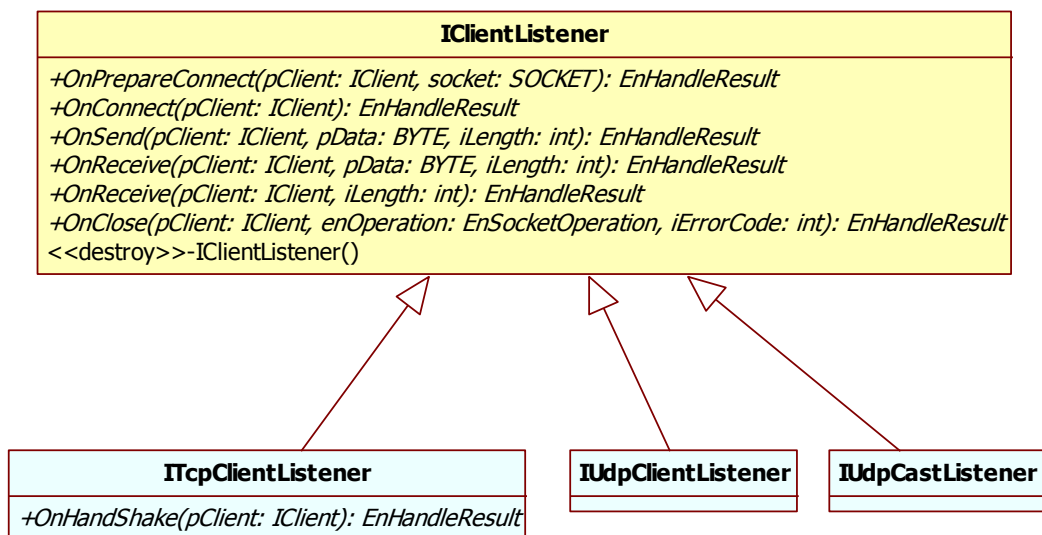 IClientListener
+OnPrepareConnect(pClient: IClient, socket: SOCKET): EnHandleResult
+OnConnect(pClient: IClient): EnHandleResult
+OnSend(pClient: IClient, pData: BYTE, iLength: int): EnHandleResult
+OnReceive(pClient: IClient, pData: BYTE, iLength: int): EnHandleResult
+OnReceive(pClient: IClient, iLength: int): EnHandleResult
+OnClose(pClient: IClient, enOperation: EnSocketOperation, iErrorCode: int): EnHandleResult
<<destroy>>-IClientListener()
ITcpClientListener
+OnHandShake(pClient: IClient): EnHandleResult
IUdpClientListener
IUdpCastListener